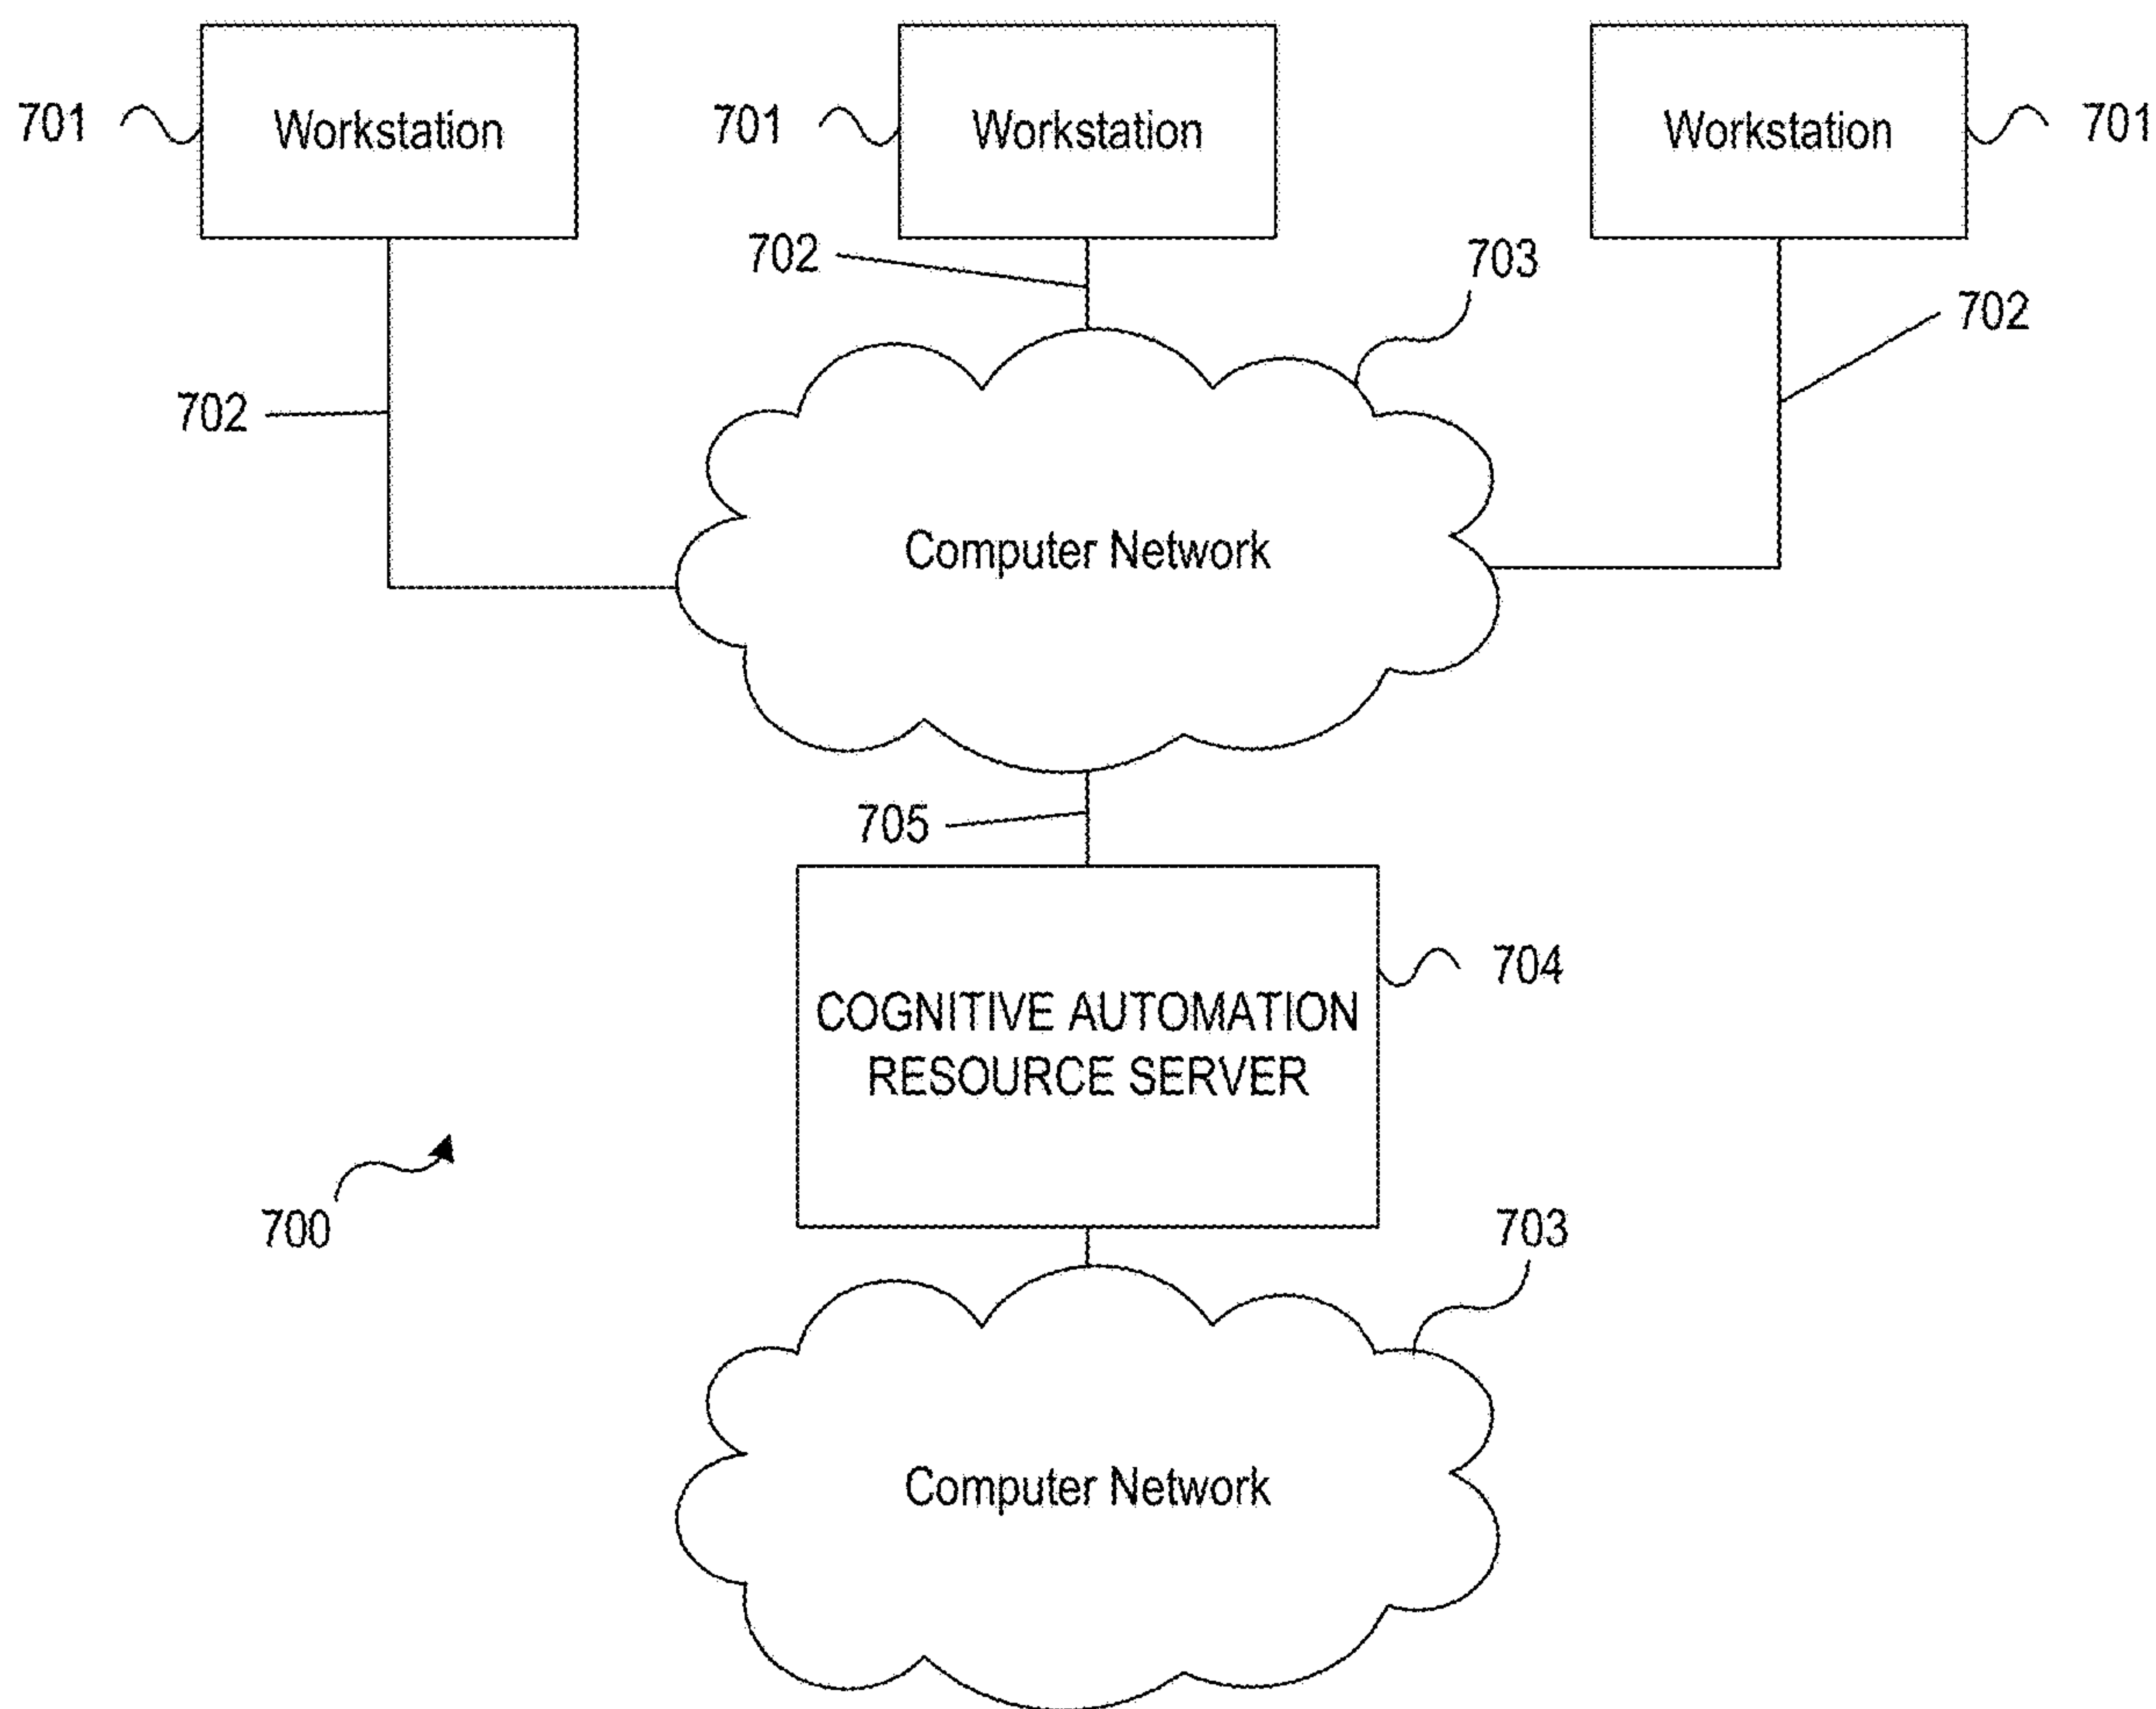 701
Workstation
701
Workstation
Workstation
701
702
703
702
702
Computer Network
705
COGNITIVE AUTOMATION
RESOURCE SERVER
704
700
703
Computer Network